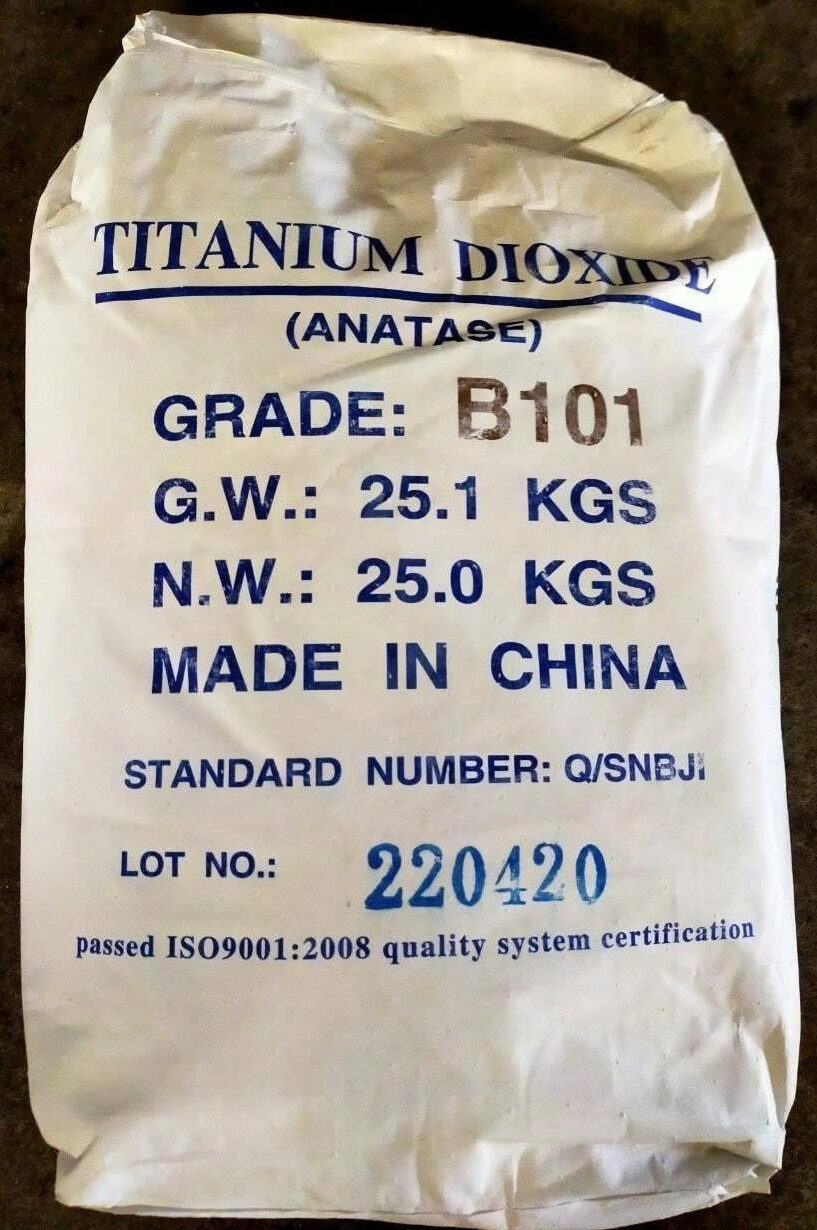 TITANIUM DIOXIDE
(ANATASE)
GRADE: B101
G.W.: 25.1 KGS
N.W.: 25.0 KGS
MADE IN CHINA
STANDARD NUMBER:
LOT NO.: 220420
passed ISO9001:2008 quality system certification